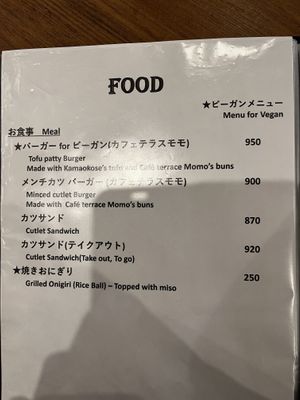 FOOD
★ビーガンメニュー
Menu for Vegan
お食事 Meal
★バーガー for ビーガン(カフェテラスモモ) 950
Tofu patty Burger
Made with Kamaokose's tofu and Café terrace Momo's buns
メンチカツ バーガー (カフェテラスモモ) 900
Minced cutlet Burger
Made with Café terrace Momo's buns
カツサンド 870
Cutlet Sandwich
カツサンド(テイクアウト) 920
Cutlet Sandwich(Take out, To go)
★焼きおにぎり 250
Grilled Onigiri (Rice Ball) – Topped with miso